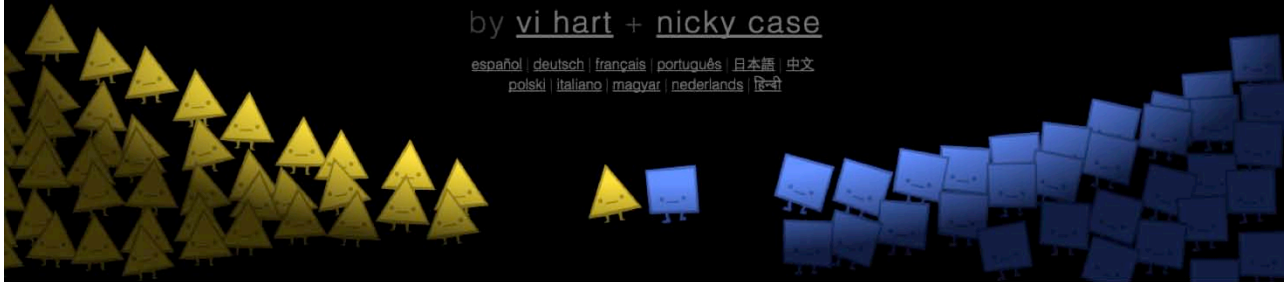 by vi hart + nicky case
español | deutsch | français | português | 日本語 | 中文
polski | italiano | magyar | nederlands | हिन्दी